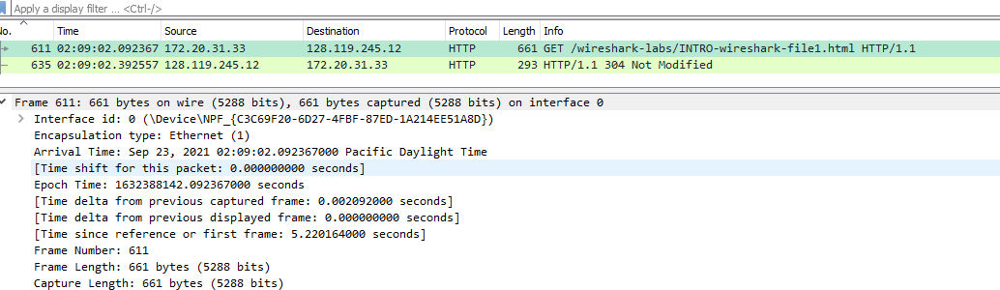 Apply a display filter ... <Ctrl-/>
No. Time Source Destination Protocol Length Info
611 02:09:02.092367 172.20.31.33 128.119.245.12 HTTP 661 GET /wireshark-labs/INTRO-wireshark-file1.html HTTP/1.1
635 02:09:02.392557 128.119.245.12 172.20.31.33 HTTP 293 HTTP/1.1 304 Not Modified
Frame 611: 661 bytes on wire (5288 bits), 661 bytes captured (5288 bits) on interface 0
Interface id: 0 (\Device\NPF_{C3C69F20-6D27-4FBF-87ED-1A214EE51A8D})
Encapsulation type: Ethernet (1)
Arrival Time: Sep 23, 2021 02:09:02.092367000 Pacific Daylight Time
[Time shift for this packet: 0.000000000 seconds]
Epoch Time: 1632388142.092367000 seconds
[Time delta from previous captured frame: 0.002092000 seconds]
[Time delta from previous displayed frame: 0.000000000 seconds]
[Time since reference or first frame: 5.220164000 seconds]
Frame Number: 611
Frame Length: 661 bytes (5288 bits)
Capture Length: 661 bytes (5288 bits)